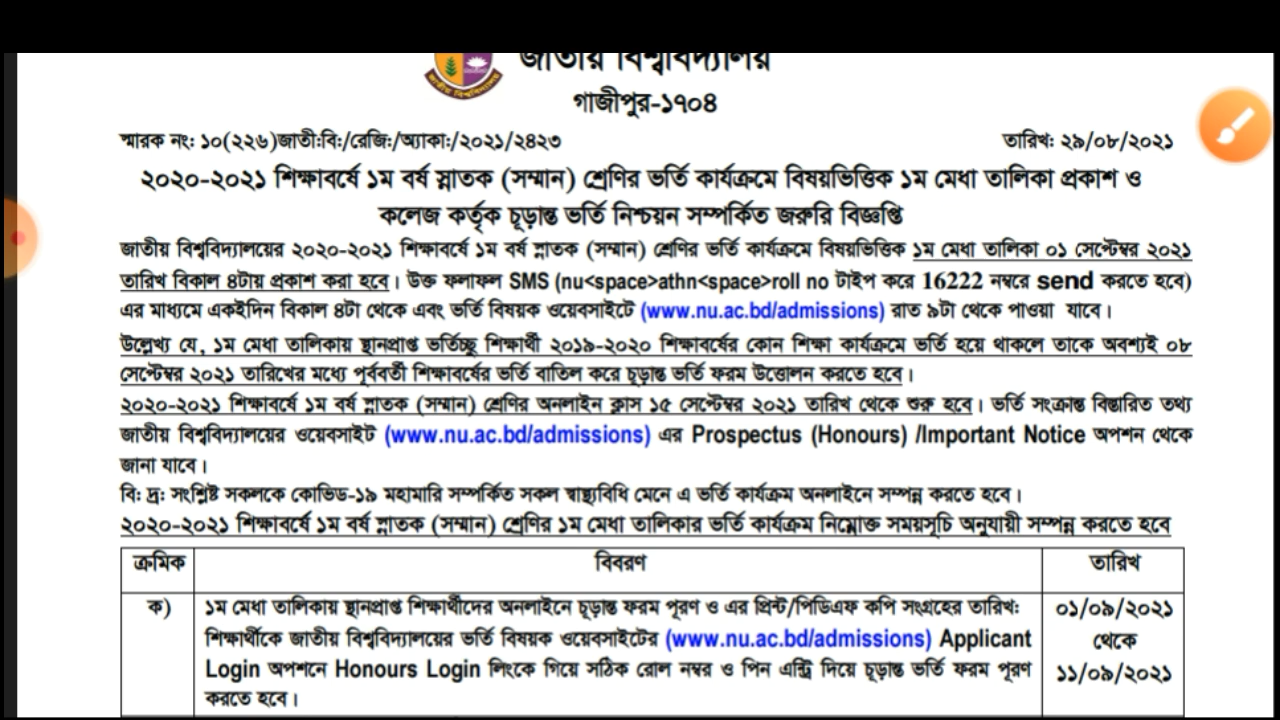 জাতীয় বিশ্ববিদ্যালয়
গাজীপুর-১৭০৪
স্মারক নং: ১০(২২৬)জাতী:বি:/রেজি:/অ্যাকা:/২০২১/২৪২৩ তারিখ: ২৯/০৮/২০২১
২০২০-২০২১ শিক্ষাবর্ষে ১ম বর্ষ স্নাতক (সম্মান) শ্রেণির ভর্তি কার্যক্রমে বিষয়ভিত্তিক ১ম মেধা তালিকা প্রকাশ ও
কলেজ কর্তৃক চূড়ান্ত ভর্তি নিশ্চয়ন সম্পর্কিত জরুরি বিজ্ঞপ্তি
জাতীয় বিশ্ববিদ্যালয়ের ২০২০-২০২১ শিক্ষাবর্ষে ১ম বর্ষ স্নাতক (সম্মান) শ্রেণির ভর্তি কার্যক্রমে বিষয়ভিত্তিক ১ম মেধা তালিকা ০১ সেপ্টেম্বর ২০২১
তারিখ বিকাল ৪টায় প্রকাশ করা হবে। উক্ত ফলাফল SMS (nu<space>athn<space>roll no টাইপ করে 16222 নম্বরে send করতে হবে)
এর মাধ্যমে একইদিন বিকাল ৪টা থেকে এবং ভর্তি বিষয়ক ওয়েবসাইটে (www.nu.ac.bd/admissions) রাত ৯টা থেকে পাওয়া যাবে।
উল্লেখ্য যে, ১ম মেধা তালিকায় স্থানপ্রাপ্ত ভর্তিচ্ছু শিক্ষার্থী ২০১৯-২০২০ শিক্ষাবর্ষের কোন শিক্ষা কার্যক্রমে ভর্তি হয়ে থাকলে তাকে অবশ্যই ০৮
সেপ্টেম্বর ২০২১ তারিখের মধ্যে পূর্ববর্তী শিক্ষাবর্ষের ভর্তি বাতিল করে চূড়ান্ত ভর্তি ফরম উত্তোলন করতে হবে।
২০২০-২০২১ শিক্ষাবর্ষে ১ম বর্ষ স্নাতক (সম্মান) শ্রেণির অনলাইন ক্লাস ১৫ সেপ্টেম্বর ২০২১ তারিখ থেকে শুরু হবে। ভর্তি সংক্রান্ত বিস্তারিত তথ্য
জাতীয় বিশ্ববিদ্যালয়ের ওয়েবসাইট (www.nu.ac.bd/admissions) এর Prospectus (Honours) /Important Notice অপশন থেকে
জানা যাবে।
বি: দ্র: সংশ্লিষ্ট সকলকে কোভিড-১৯ মহামারি সম্পর্কিত সকল স্বাস্থ্যবিধি মেনে এ ভর্তি কার্যক্রম অনলাইনে সম্পন্ন করতে হবে।
২০২০-২০২১ শিক্ষাবর্ষে ১ম বর্ষ স্নাতক (সম্মান) শ্রেণির ১ম মেধা তালিকার ভর্তি কার্যক্রম নিম্নোক্ত সময়সূচি অনুযায়ী সম্পন্ন করতে হবে
ক্রমিক বিবরণ তারিখ
ক) ১ম মেধা তালিকায় স্থানপ্রাপ্ত শিক্ষার্থীদের অনলাইনে চূড়ান্ত ফরম পূরণ ও এর প্রিন্ট/পিডিএফ কপি সংগ্রহের তারিখ: ০১/০৯/২০২১
শিক্ষার্থীকে জাতীয় বিশ্ববিদ্যালয়ের ভর্তি বিষয়ক ওয়েবসাইটের (www.nu.ac.bd/admissions) Applicant থেকে
Login অপশনে Honours Login লিংকে গিয়ে সঠিক রোল নম্বর ও পিন এন্ট্রি দিয়ে চূড়ান্ত ভর্তি ফরম পূরণ ১১/০৯/২০২১
করতে হবে।